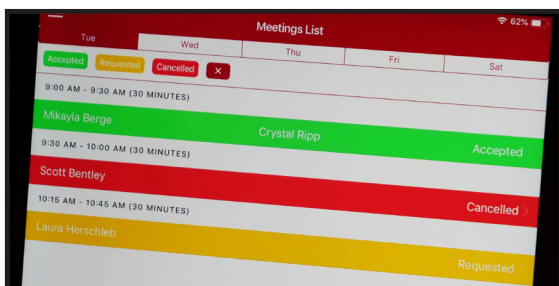 Meetings List
62%
Tue Wed Thu Fri Sat
Accepted Requested Cancelled X
9:00 AM - 9:30 AM (30 MINUTES)
Mikayla Berge Crystal Ripp Accepted
9:30 AM - 10:00 AM (30 MINUTES)
Scott Bentley Cancelled
10:15 AM - 10:45 AM (30 MINUTES)
Laura Herschleb Requested